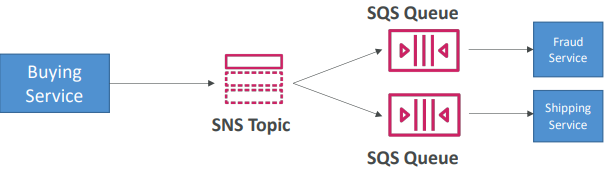 Buying
Service
SNS Topic
SQS Queue
Fraud
Service
SQS Queue
Shipping
Service